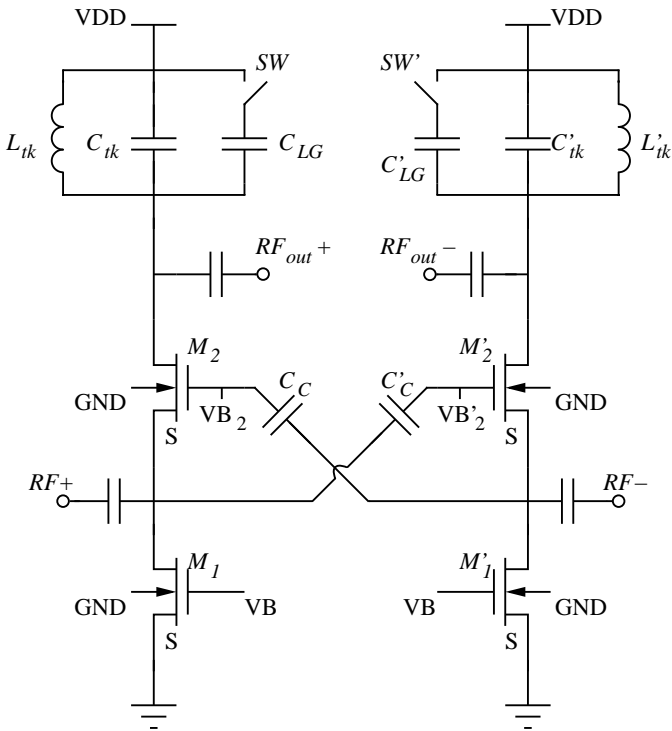 VDD VDD
SW SW'
L_tk C_tk C_LG C'_LG C'_tk L'_tk
RF_out + RF_out −
M_2 M'_2
C_C C'_C
GND VB_2 VB'_2 GND
S S
RF+ RF−
M_1 M'_1
GND VB VB GND
S S